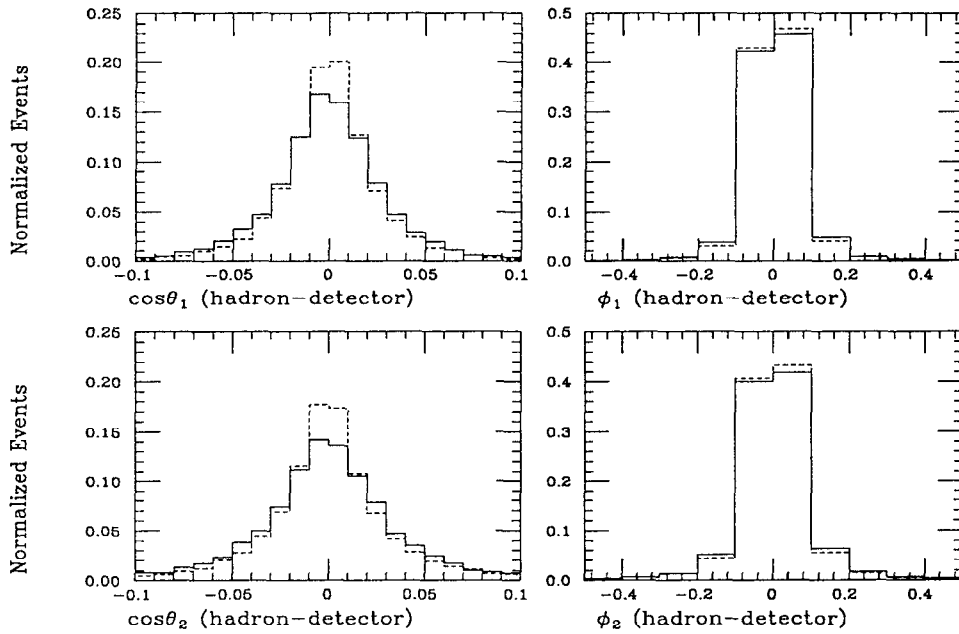 Normalized Events
0.25
0.20
0.15
0.10
0.05
0.00
−0.1 −0.05 0 0.05 0.1
cosθ₁ (hadron−detector)
0.5
0.4
0.3
0.2
0.1
0.0
−0.4 −0.2 0 0.2 0.4
ϕ₁ (hadron−detector)
Normalized Events
0.25
0.20
0.15
0.10
0.05
0.00
−0.1 −0.05 0 0.05 0.1
cosθ₂ (hadron−detector)
0.5
0.4
0.3
0.2
0.1
0.0
−0.4 −0.2 0 0.2 0.4
ϕ₂ (hadron−detector)